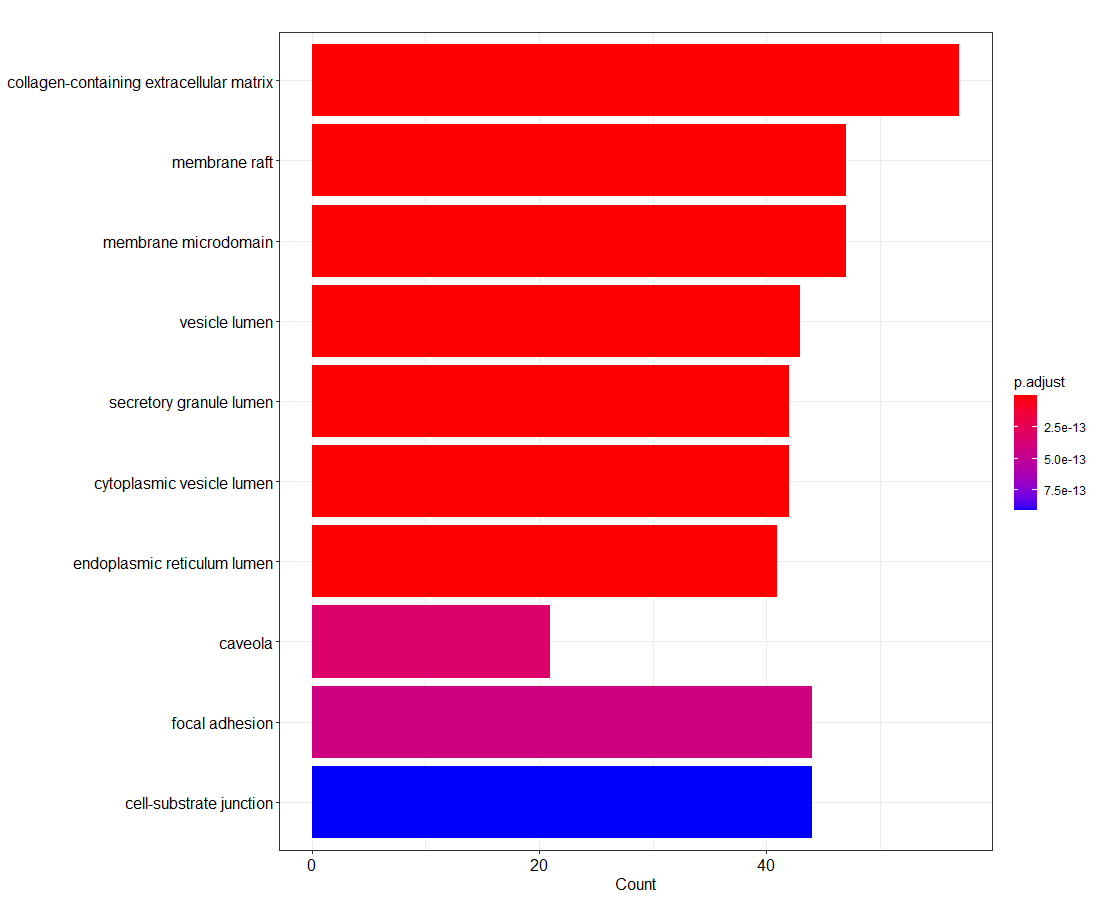 collagen-containing extracellular matrix
membrane raft
membrane microdomain
vesicle lumen
secretory granule lumen
cytoplasmic vesicle lumen
endoplasmic reticulum lumen
caveola
focal adhesion
cell-substrate junction
0 20 40
Count
p.adjust
2.5e-13
5.0e-13
7.5e-13